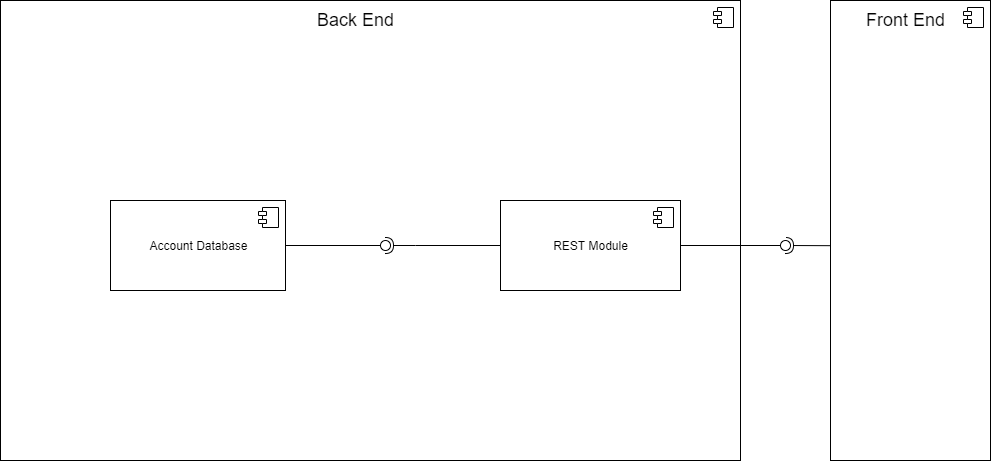 Back End
Front End
Account Database
REST Module